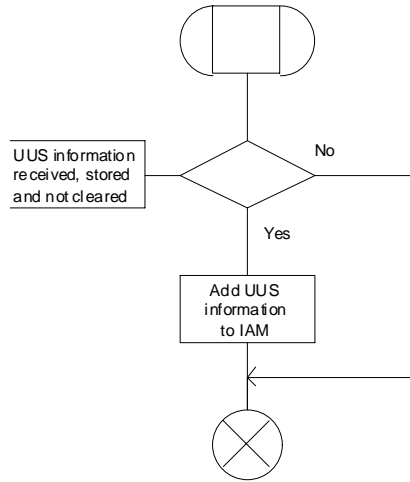 No
UUS information
received, stored
and not cleared
Yes
Add UUS
information
to IAM